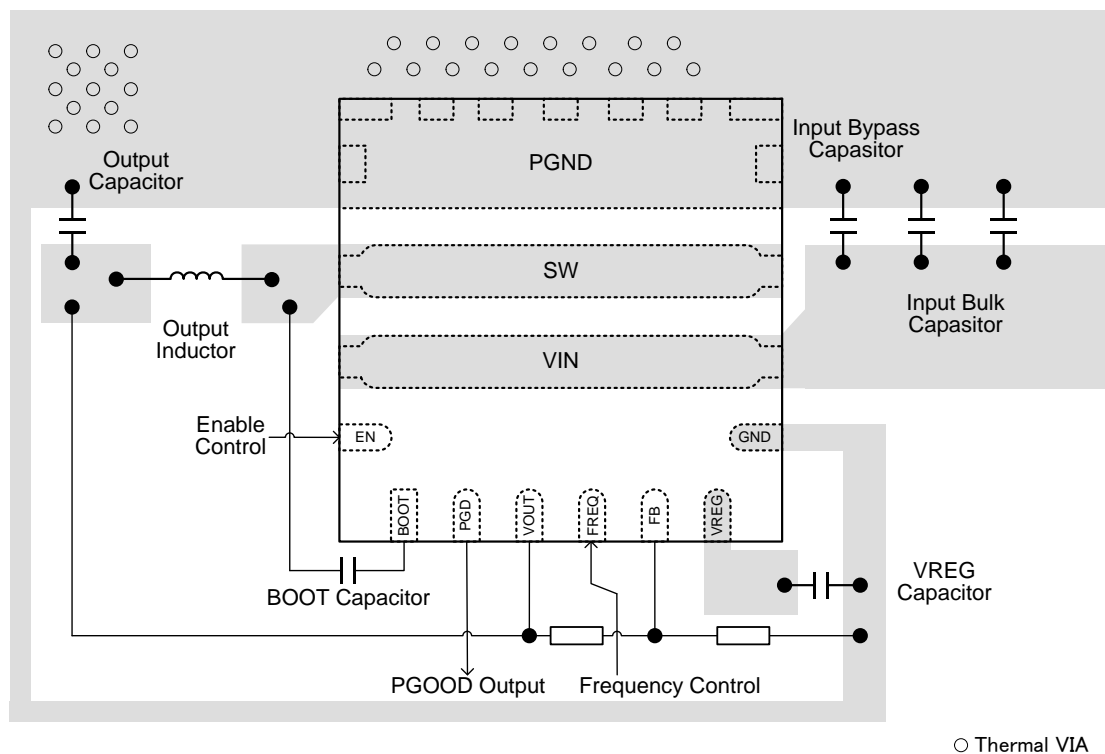 Output
Capacitor
PGND
Input Bypass
Capasitor
SW
Output
Inductor
Input Bulk
Capasitor
VIN
Enable
Control
EN
GND
BOOT
PGD
VOUT
FREQ
FB
VREG
BOOT Capacitor
VREG
Capacitor
PGOOD Output
Frequency Control
Thermal VIA